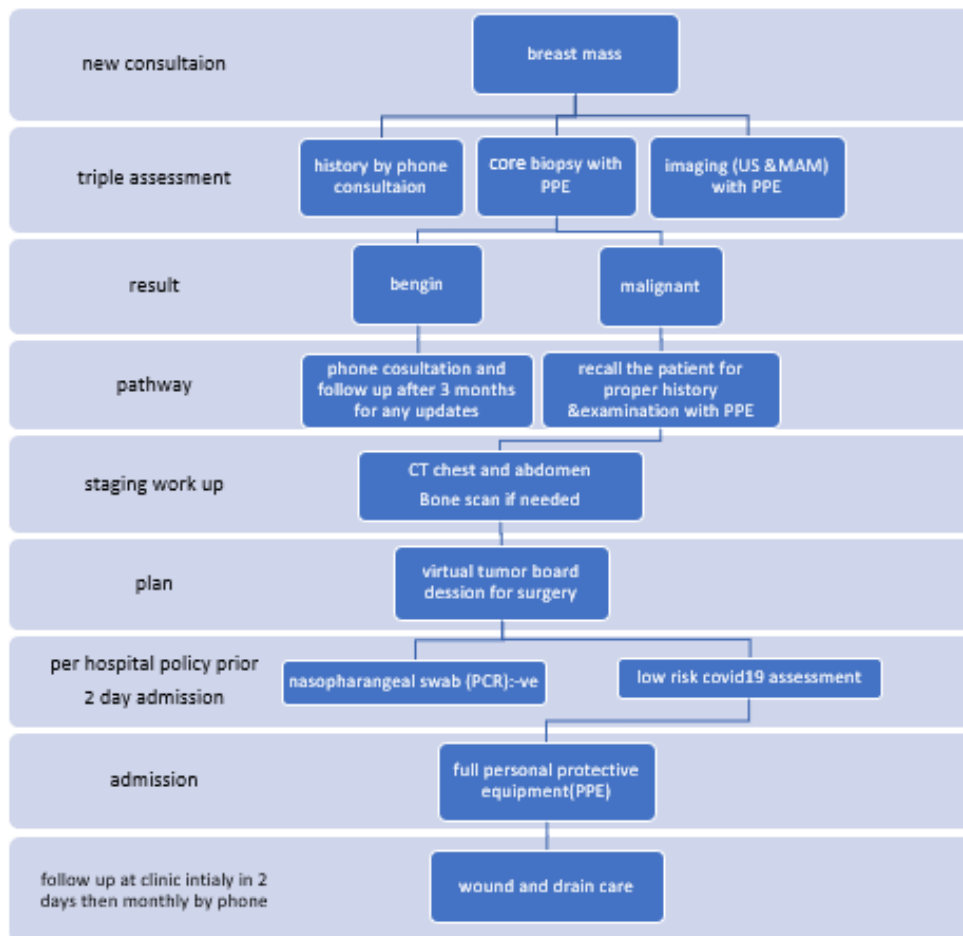 new consultaion
breast mass
triple assessment
history by phone
consultaion
core biopsy with
PPE
imaging (US &MAM)
with PPE
result
bengin
malignant
pathway
phone cosultation and
follow up after 3 months
for any updates
recall the patient for
proper history
&examination with PPE
staging work up
CT chest and abdomen
Bone scan if needed
plan
virtual tumor board
dession for surgery
per hospital policy prior
2 day admission
nasopharangeal swab (PCR):-ve
low risk covid19 assessment
admission
full personal protective
equipment(PPE)
follow up at clinic intialy in 2
days then monthly by phone
wound and drain care